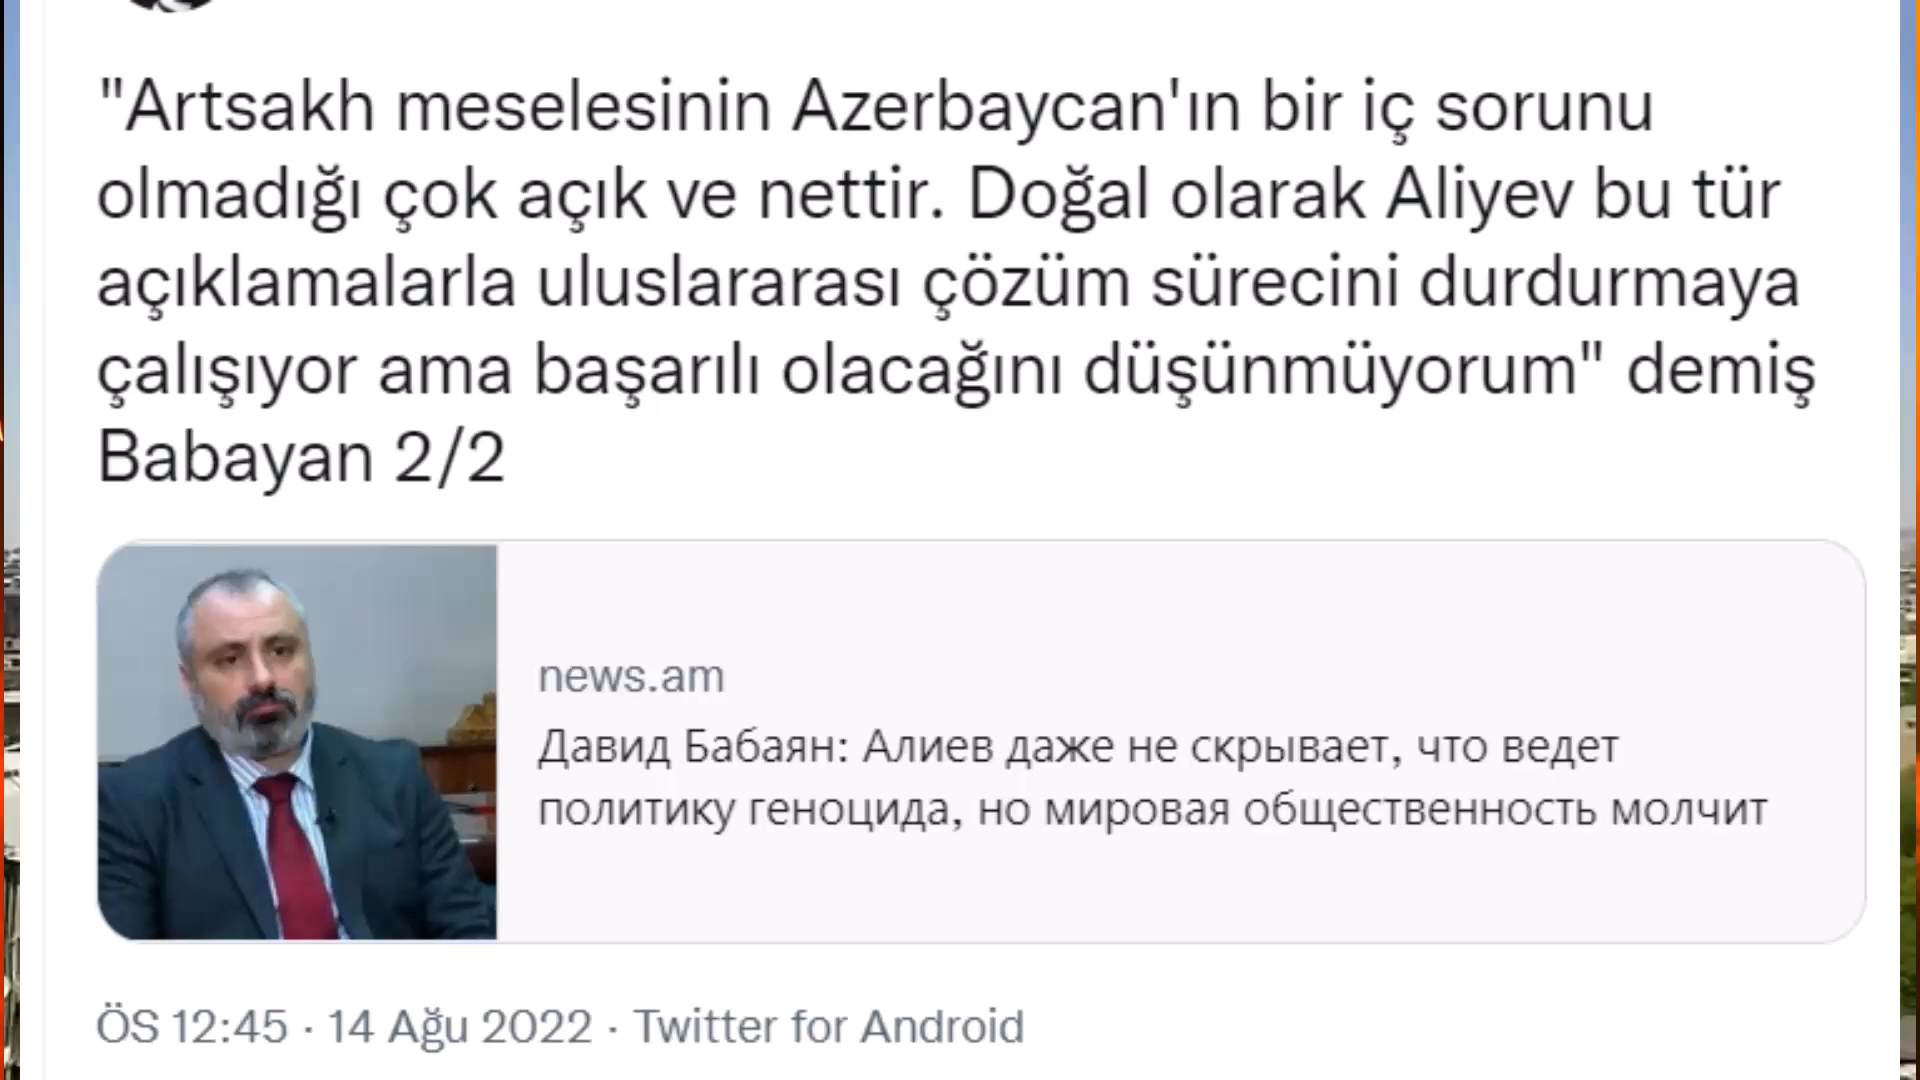 "Artsakh meselesinin Azerbaycan'ın bir iç sorunu
olmadığı çok açık ve nettir. Doğal olarak Aliyev bu tür
açıklamalarla uluslararası çözüm sürecini durdurmaya
çalışıyor ama başarılı olacağını düşünmüyorum" demiş
Babayan 2/2
news.am
Давид Бабаян: Алиев даже не скрывает, что ведет
политику геноцида, но мировая общественность молчит
ÖS 12:45 · 14 Ağu 2022 · Twitter for Android